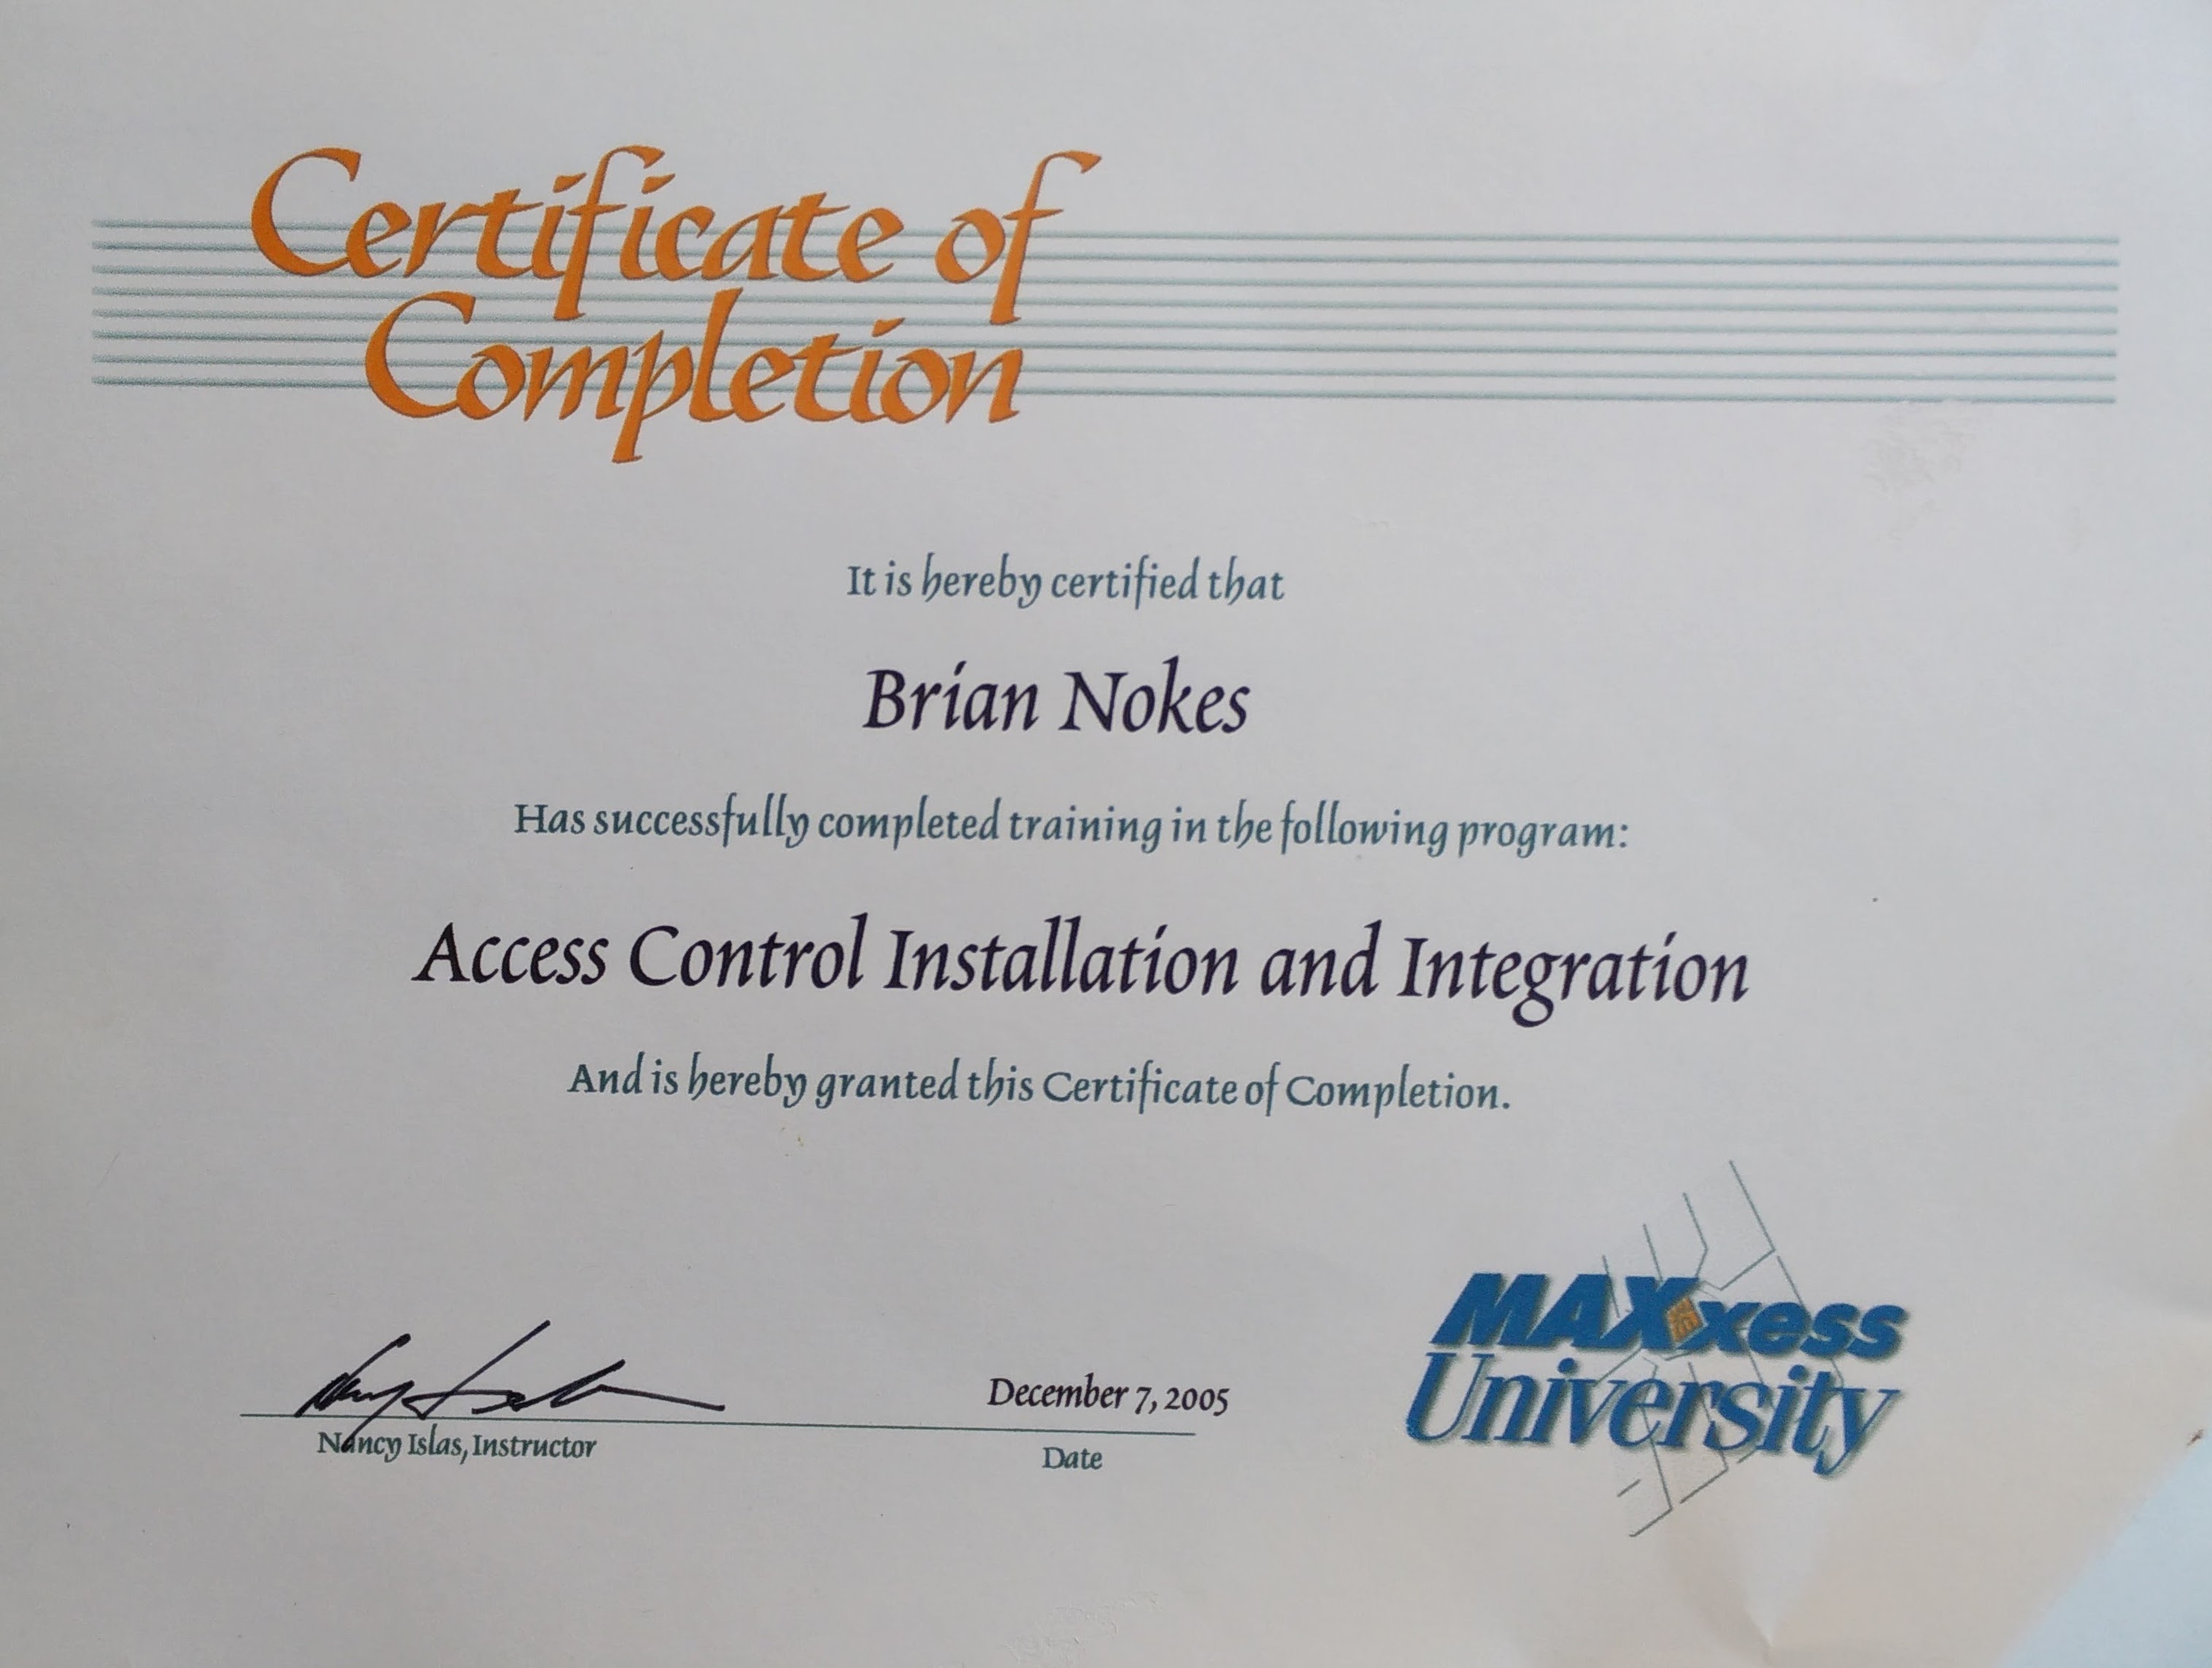 Certificate of
Completion
It is hereby certified that
Brian Nokes
Has successfully completed training in the following program:
Access Control Installation and Integration
And is hereby granted this Certificate of Completion.
December 7, 2005
Nancy Islas, Instructor
Date
MAXxess
University